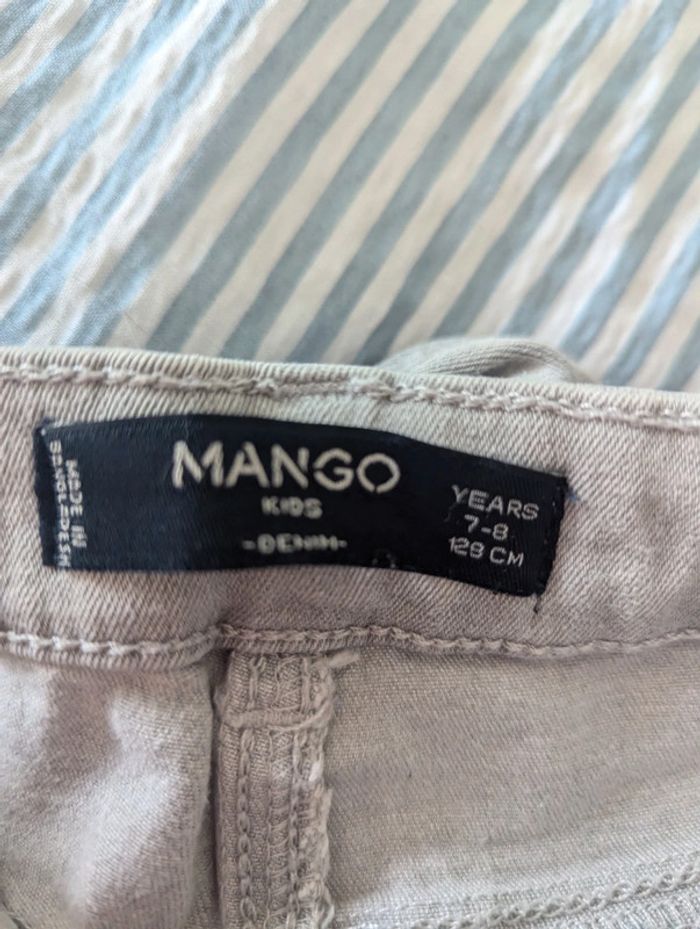 MADE IN
BANGLADESH
MANGO
KIDS
-DENIM-
YEARS
7-8
128 CM